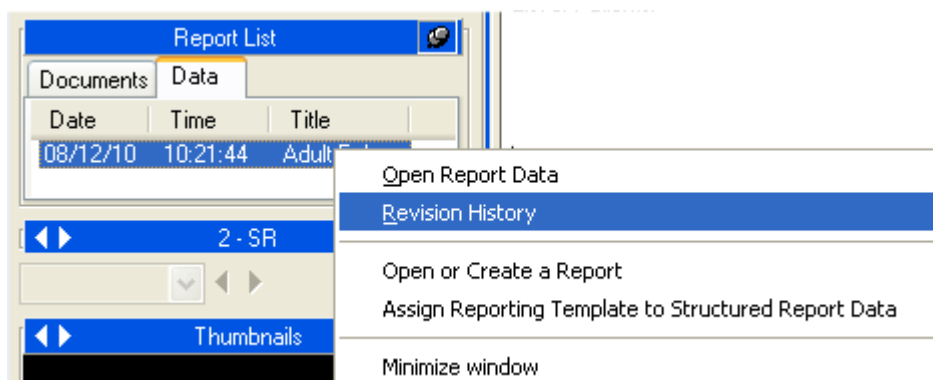 Report List
Documents Data
Date Time Title
08/12/10 10:21:44 Adult
Open Report Data
Revision History
2 - SR
Open or Create a Report
Assign Reporting Template to Structured Report Data
Thumbnails
Minimize window